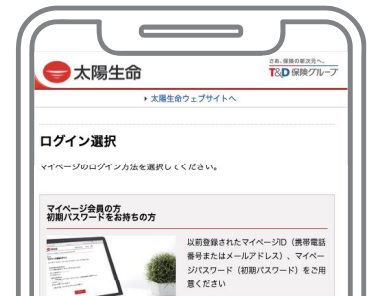 太陽生命
さあ、保険の新次元へ。
T&D 保険グループ
太陽生命ウェブサイトへ
ログイン選択
マイページのログイン方法を選択してください。
マイページ会員の方
初期パスワードをお持ちの方
以前登録されたマイページID（携帯電話
番号またはメールアドレス）、マイペー
ジパスワード（初期パスワード）をご用
意ください